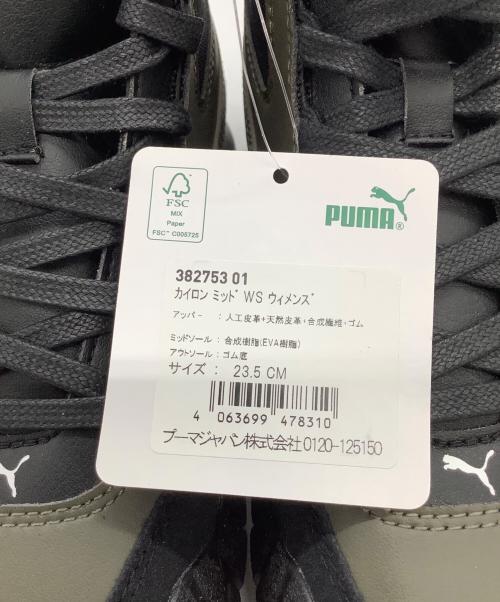 FSC
MIX
Paper
FSC™ C005725
PUMA®
382753 01
カイロン ミッド WS ウィメンズ
アッパー : 人工皮革+天然皮革+合成繊維+ゴム
ミッドソール : 合成樹脂(EVA樹脂)
アウトソール : ゴム底
サイズ : 23.5 CM
4 063699 478310
プーマジャパン株式会社0120-125150